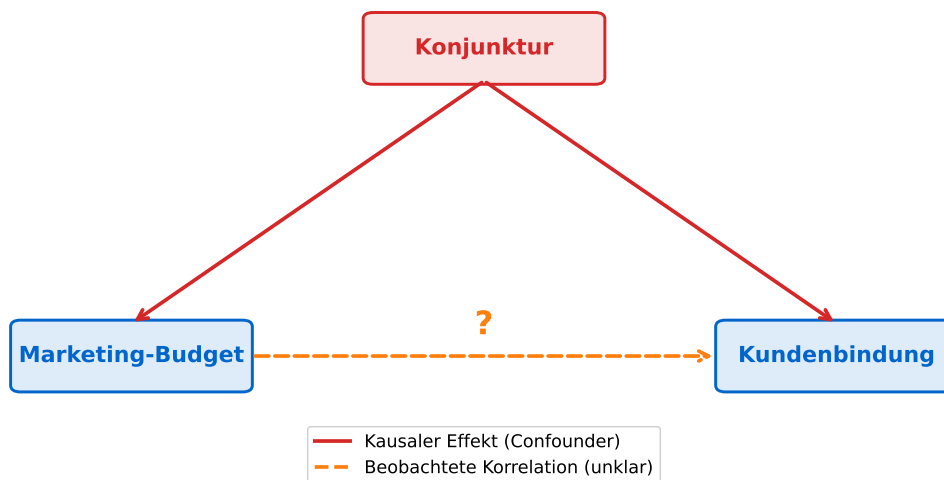 Konjunktur
?
Marketing-Budget
Kundenbindung
Kausaler Effekt (Confounder)
Beobachtete Korrelation (unklar)